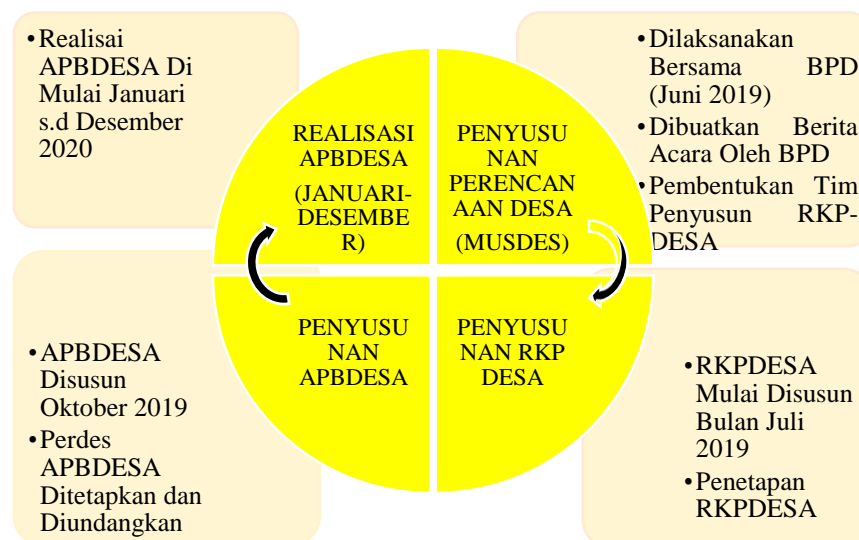 •Realisai
APBDESA Di
Mulai Januari
s.d Desember
2020
•Dilaksanakan
Bersama BPD
(Juni 2019)
•Dibuatkan Berita
Acara Oleh BPD
•Pembentukan Tim
Penyusun RKP-
DESA
REALISASI
APBDESA
(JANUARI-
DESEMBE
R)
PENYUSU
NAN
PERENCAN
AAN DESA
(MUSDES)
PENYUSU
NAN
APBDESA
PENYUSU
NAN RKP
DESA
•APBDESA
Disusun
Oktober 2019
•Perdes
APBDESA
Ditetapkan dan
Diundangkan
•RKPDESA
Mulai Disusun
Bulan Juli
2019
•Penetapan
RKPDESA